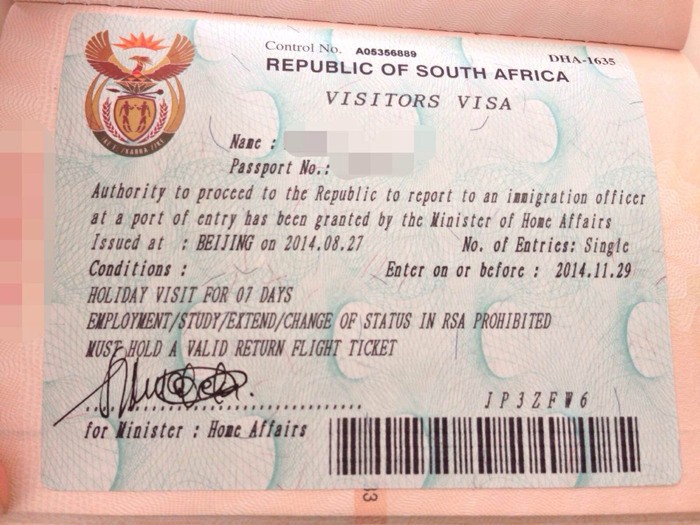 Control No. A05356889
DHA-1635
REPUBLIC OF SOUTH AFRICA
VISITORS VISA
Name :
Passport No.:
Authority to proceed to the Republic to report to an immigration officer
at a port of entry has been granted by the Minister of Home Affairs
Issued at : BEIJING on 2014.08.27 No. of Entries: Single
Conditions : Enter on or before : 2014.11.29
HOLIDAY VISIT FOR 07 DAYS
EMPLOYMENT/STUDY/EXTEND/CHANGE OF STATUS IN RSA PROHIBITED
MUST HOLD A VALID RETURN FLIGHT TICKET
JP3ZFW6
for Minister : Home Affairs